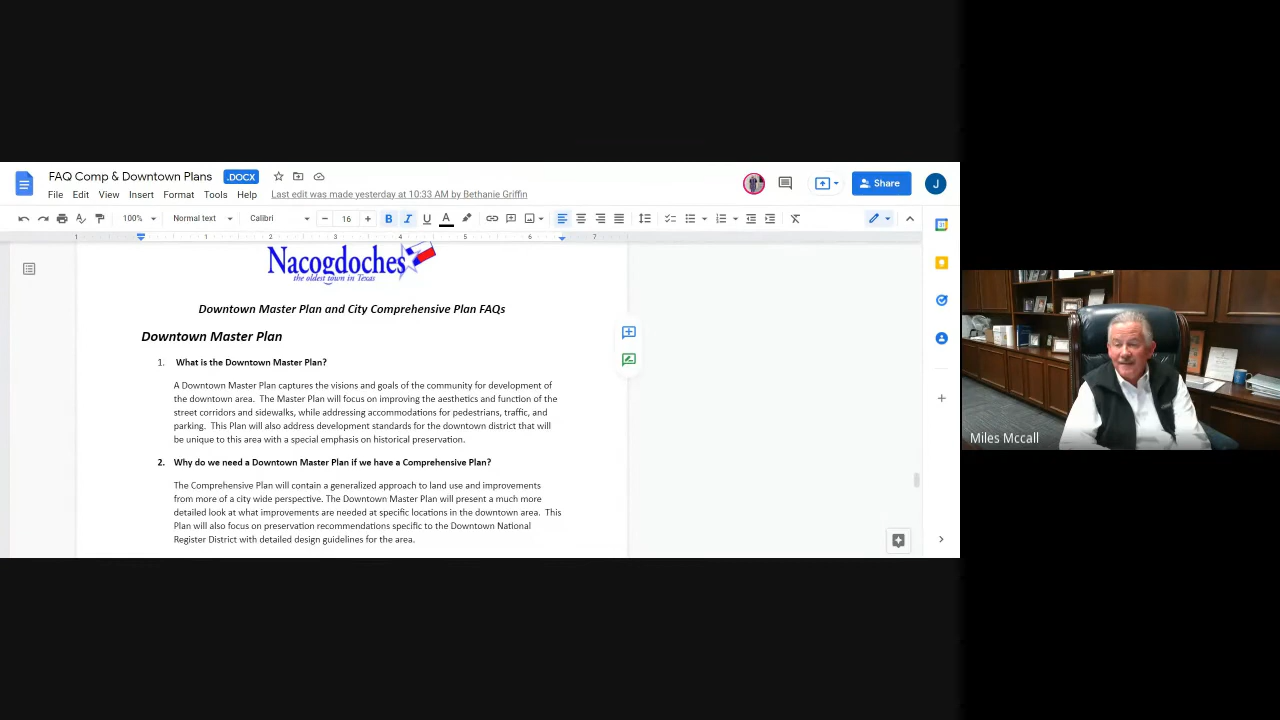 FAQ Comp & Downtown Plans .DOCX
File Edit View Insert Format Tools Help Last edit was made yesterday at 10:33 AM by Bethanie Griffin
Share J
100% Normal text Calibri 16 B I U A
1 1 2 3 4 5 6 7
Nacogdoches
the oldest town in Texas
Downtown Master Plan and City Comprehensive Plan FAQs
Downtown Master Plan
1. What is the Downtown Master Plan?
A Downtown Master Plan captures the visions and goals of the community for development of
the downtown area. The Master Plan will focus on improving the aesthetics and function of the
street corridors and sidewalks, while addressing accommodations for pedestrians, traffic, and
parking. This Plan will also address development standards for the downtown district that will
be unique to this area with a special emphasis on historical preservation.
2. Why do we need a Downtown Master Plan if we have a Comprehensive Plan?
The Comprehensive Plan will contain a generalized approach to land use and improvements
from more of a city wide perspective. The Downtown Master Plan will present a much more
detailed look at what improvements are needed at specific locations in the downtown area. This
Plan will also focus on preservation recommendations specific to the Downtown National
Register District with detailed design guidelines for the area.
Miles Mccall